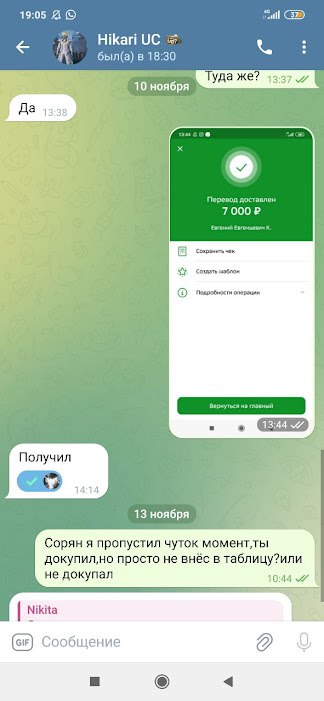 19:05
4G
37
Hikari UC
был(а) в 18:30
10 ноября
Туда же?
13:37
Да
13:38
13:44
Перевод доставлен
7 000 ₽
Евгений Евгеньевич К.
Сохранить чек
Создать шаблон
Подробности операции
Вернуться на главный
13:44
Получил
14:14
13 ноября
Сорян я пропустил чуток момент,ты
докупил,но просто не внёс в таблицу?или
не докупал
10:44
Nikita
GIF
Сообщение